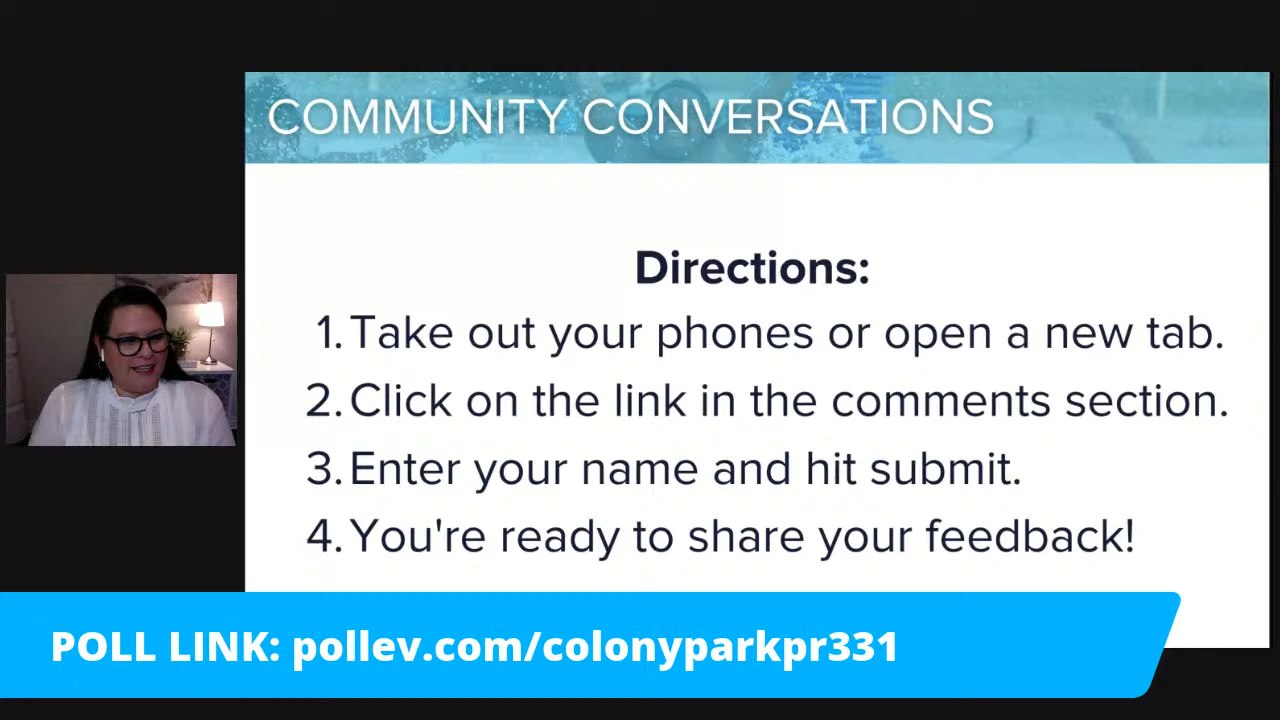 COMMUNITY CONVERSATIONS
Directions:
1. Take out your phones or open a new tab.
2. Click on the link in the comments section.
3. Enter your name and hit submit.
4. You're ready to share your feedback!
POLL LINK: pollev.com/colonyparkpr331